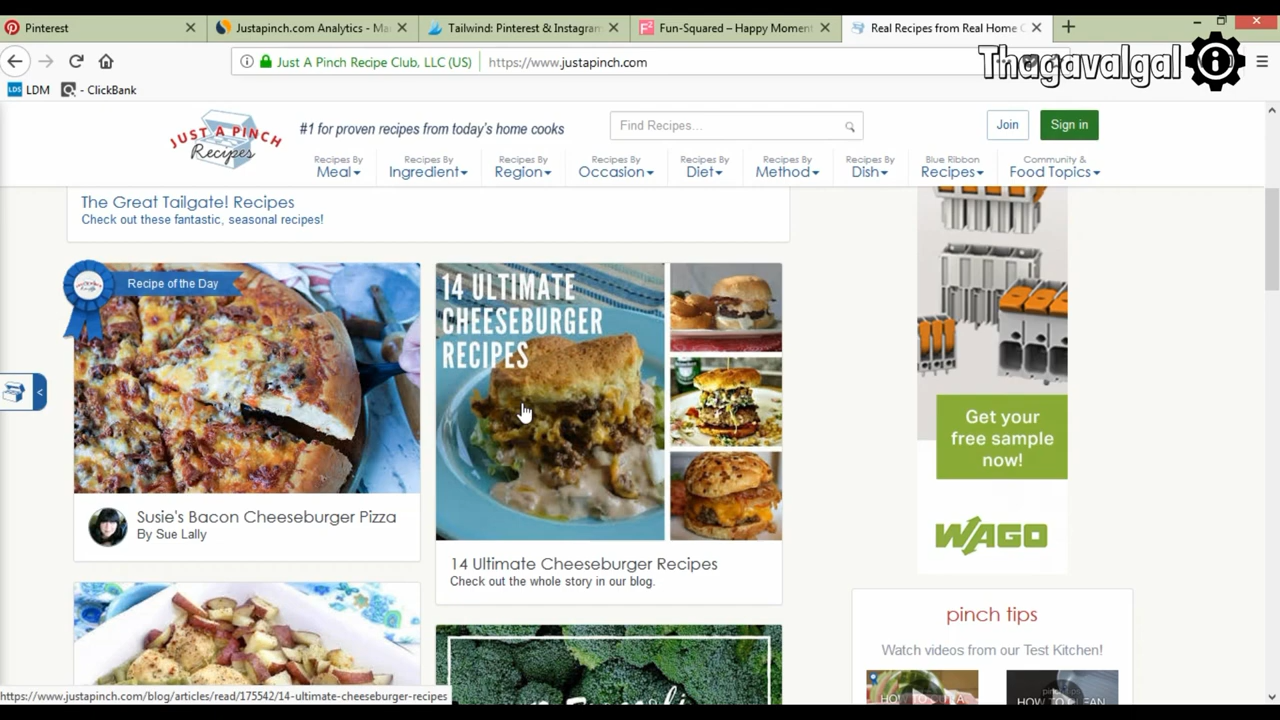 Pinterest
Justapinch.com Analytics - Ma
Tailwind: Pinterest & Instagram
Fun-Squared – Happy Moment
Real Recipes from Real Home C
Just A Pinch Recipe Club, LLC (US)
https://www.justapinch.com
Thagavalgal
LDS LDM
- ClickBank
JUST A PINCH
Recipes
#1 for proven recipes from today's home cooks
Find Recipes...
Join
Sign in
Recipes By
Meal
Recipes By
Ingredient
Recipes By
Region
Recipes By
Occasion
Recipes By
Diet
Recipes By
Method
Recipes By
Dish
Blue Ribbon
Recipes
Community &
Food Topics
The Great Tailgate! Recipes
Check out these fantastic, seasonal recipes!
Recipe of the Day
14 ULTIMATE
CHEESEBURGER
RECIPES
Susie's Bacon Cheeseburger Pizza
By Sue Lally
14 Ultimate Cheeseburger Recipes
Check out the whole story in our blog.
Get your
free sample
now!
WAGO
pinch tips
Watch videos from our Test Kitchen!
pinch tips
HOW TO CLEAN
https://www.justapinch.com/blog/articles/read/175542/14-ultimate-cheeseburger-recipes